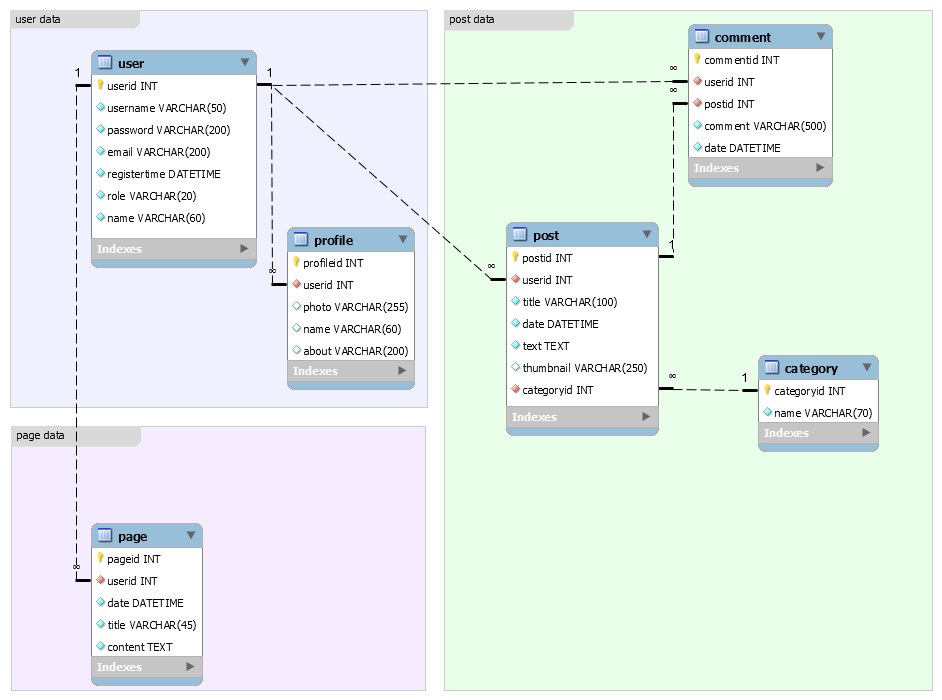 user data
user
userid INT
username VARCHAR(50)
password VARCHAR(200)
email VARCHAR(200)
registertime DATETIME
role VARCHAR(20)
name VARCHAR(60)
Indexes
1
1
profile
profileid INT
userid INT
photo VARCHAR(255)
name VARCHAR(60)
about VARCHAR(200)
Indexes
∞
page data
page
pageid INT
userid INT
date DATETIME
title VARCHAR(45)
content TEXT
Indexes
∞
post data
comment
commentid INT
userid INT
postid INT
comment VARCHAR(500)
date DATETIME
Indexes
∞
∞
post
postid INT
userid INT
title VARCHAR(100)
date DATETIME
text TEXT
thumbnail VARCHAR(250)
categoryid INT
Indexes
∞
1
∞
1
category
categoryid INT
name VARCHAR(70)
Indexes